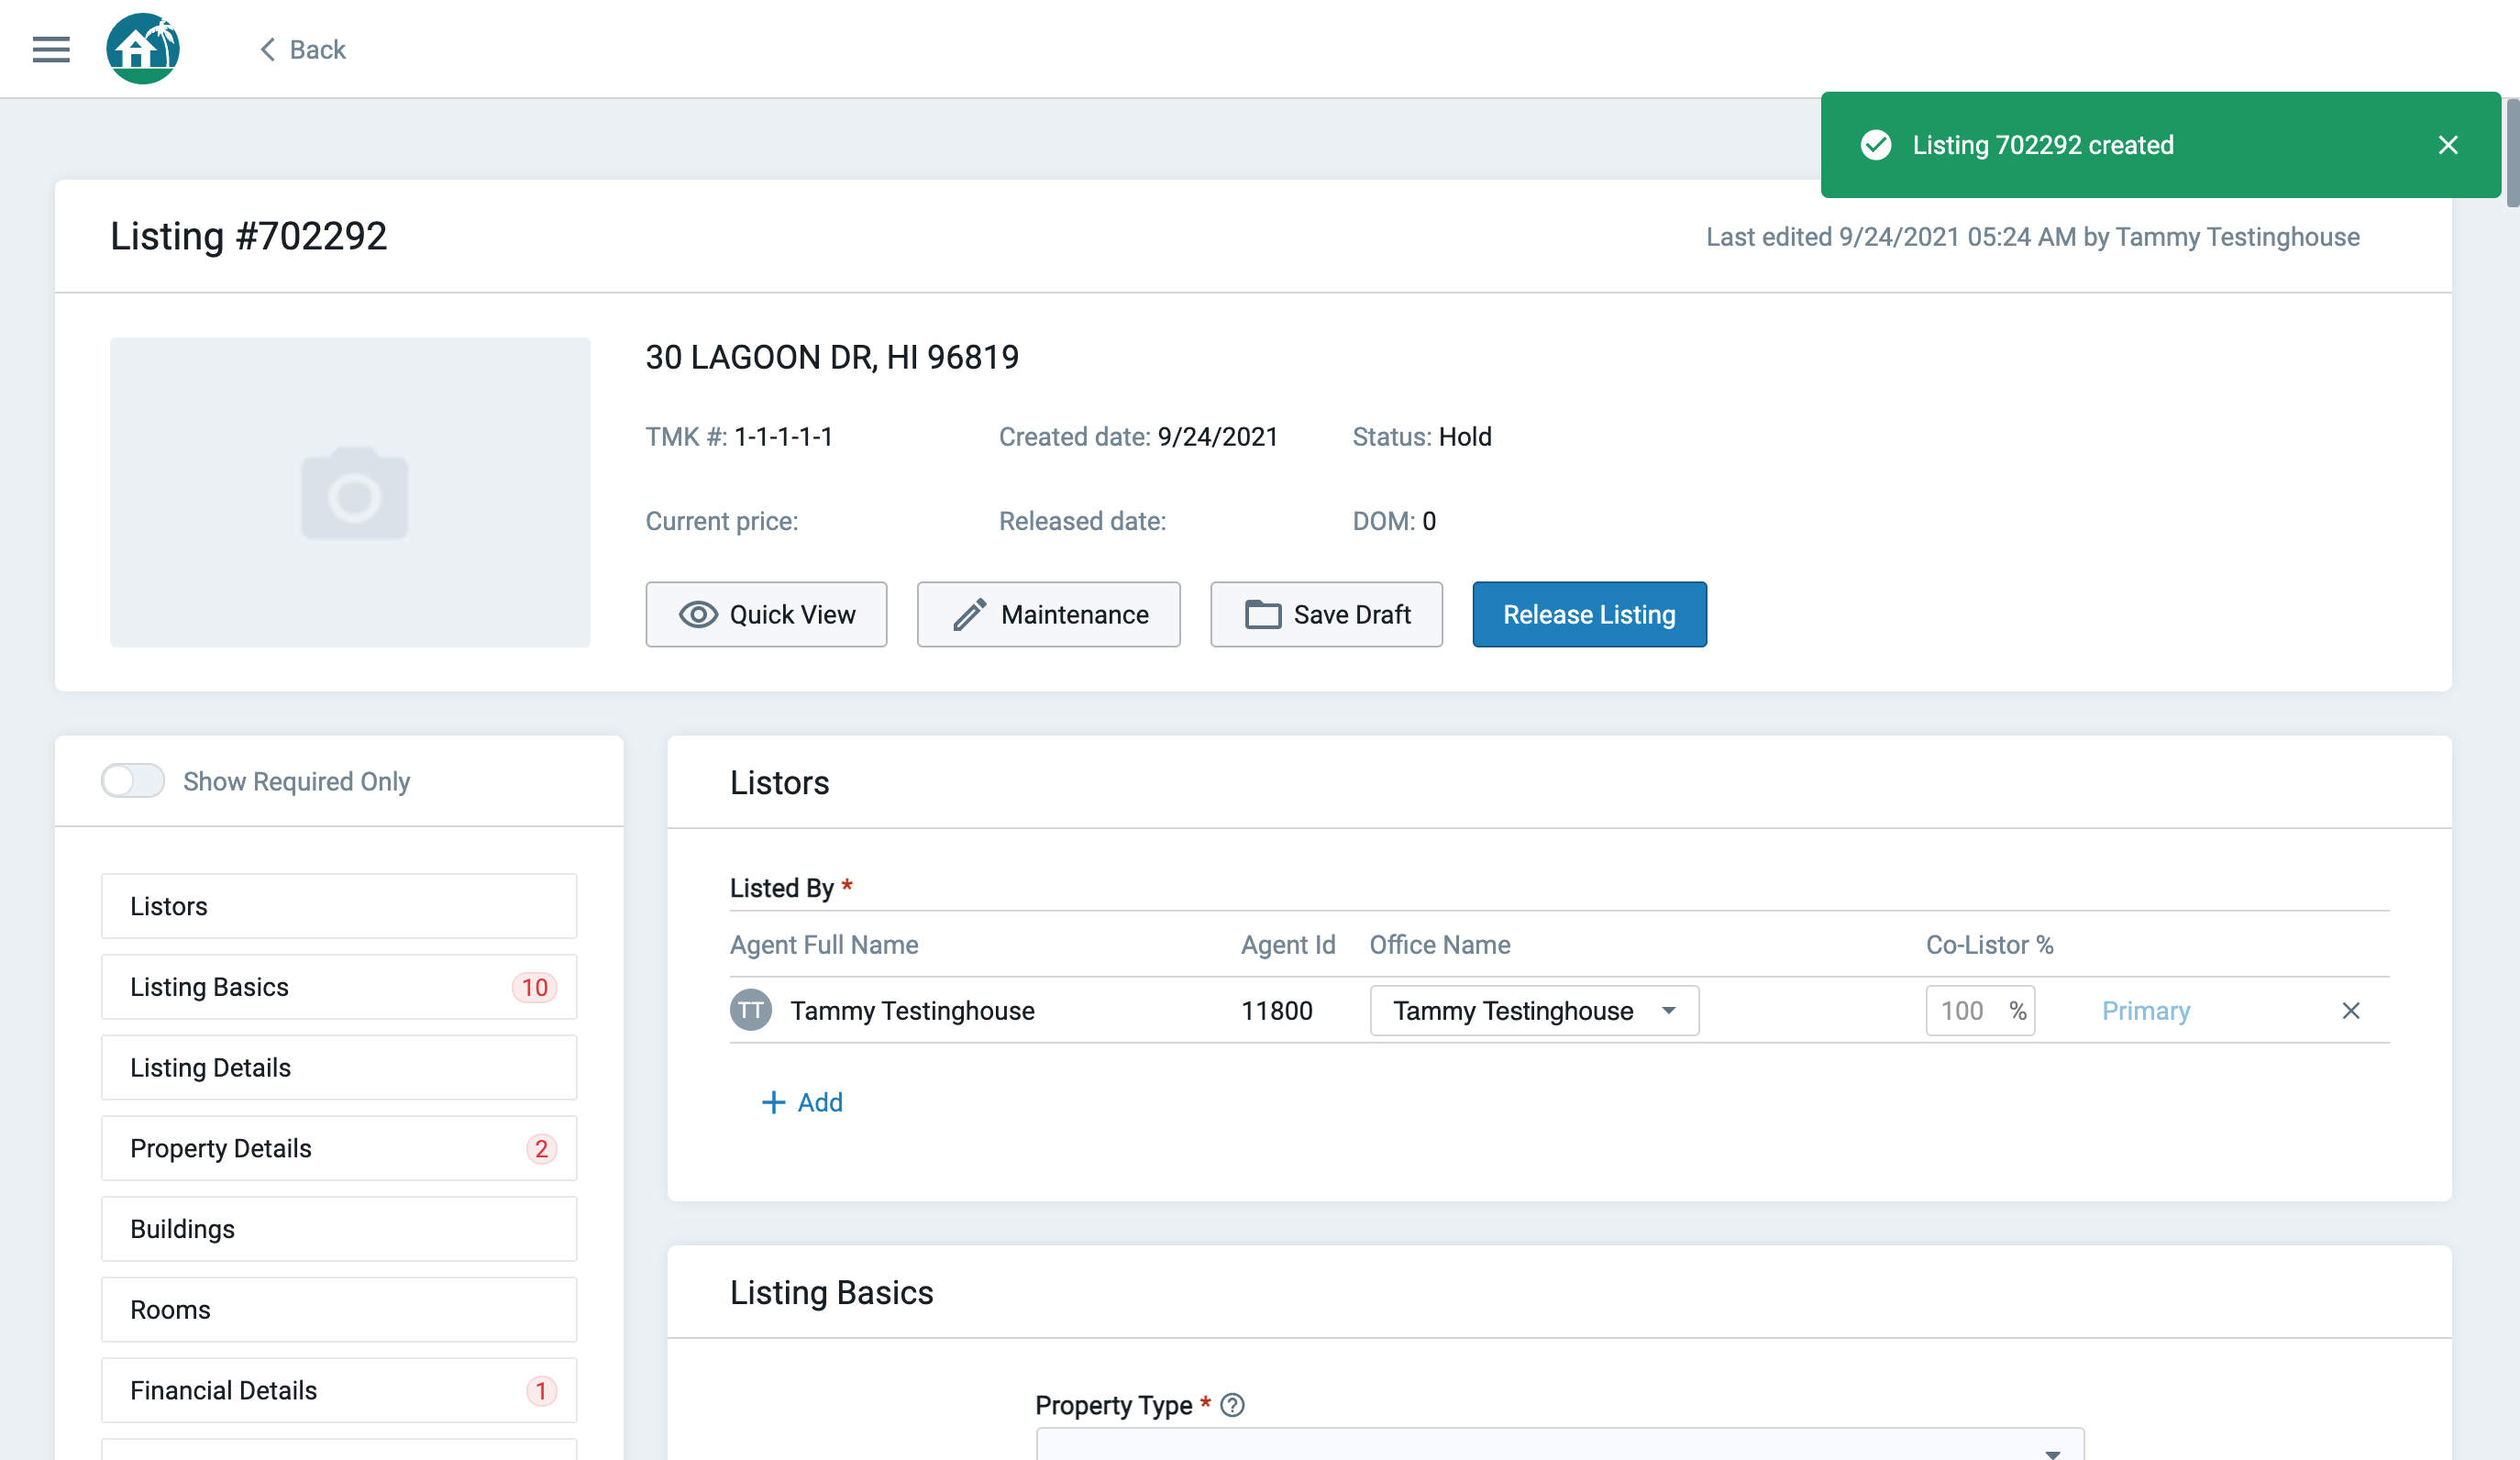 Back
Listing 702292 created
Listing #702292
Last edited 9/24/2021 05:24 AM by Tammy Testinghouse
30 LAGOON DR, HI 96819
TMK #: 1-1-1-1-1
Created date: 9/24/2021
Status: Hold
Current price:
Released date:
DOM: 0
Quick View
Maintenance
Save Draft
Release Listing
Show Required Only
Listors
Listing Basics 10
Listing Details
Property Details 2
Buildings
Rooms
Financial Details 1
Listors
Listed By *
Agent Full Name Agent Id Office Name Co-Listor %
TT Tammy Testinghouse 11800 Tammy Testinghouse 100 % Primary
Add
Listing Basics
Property Type * ?